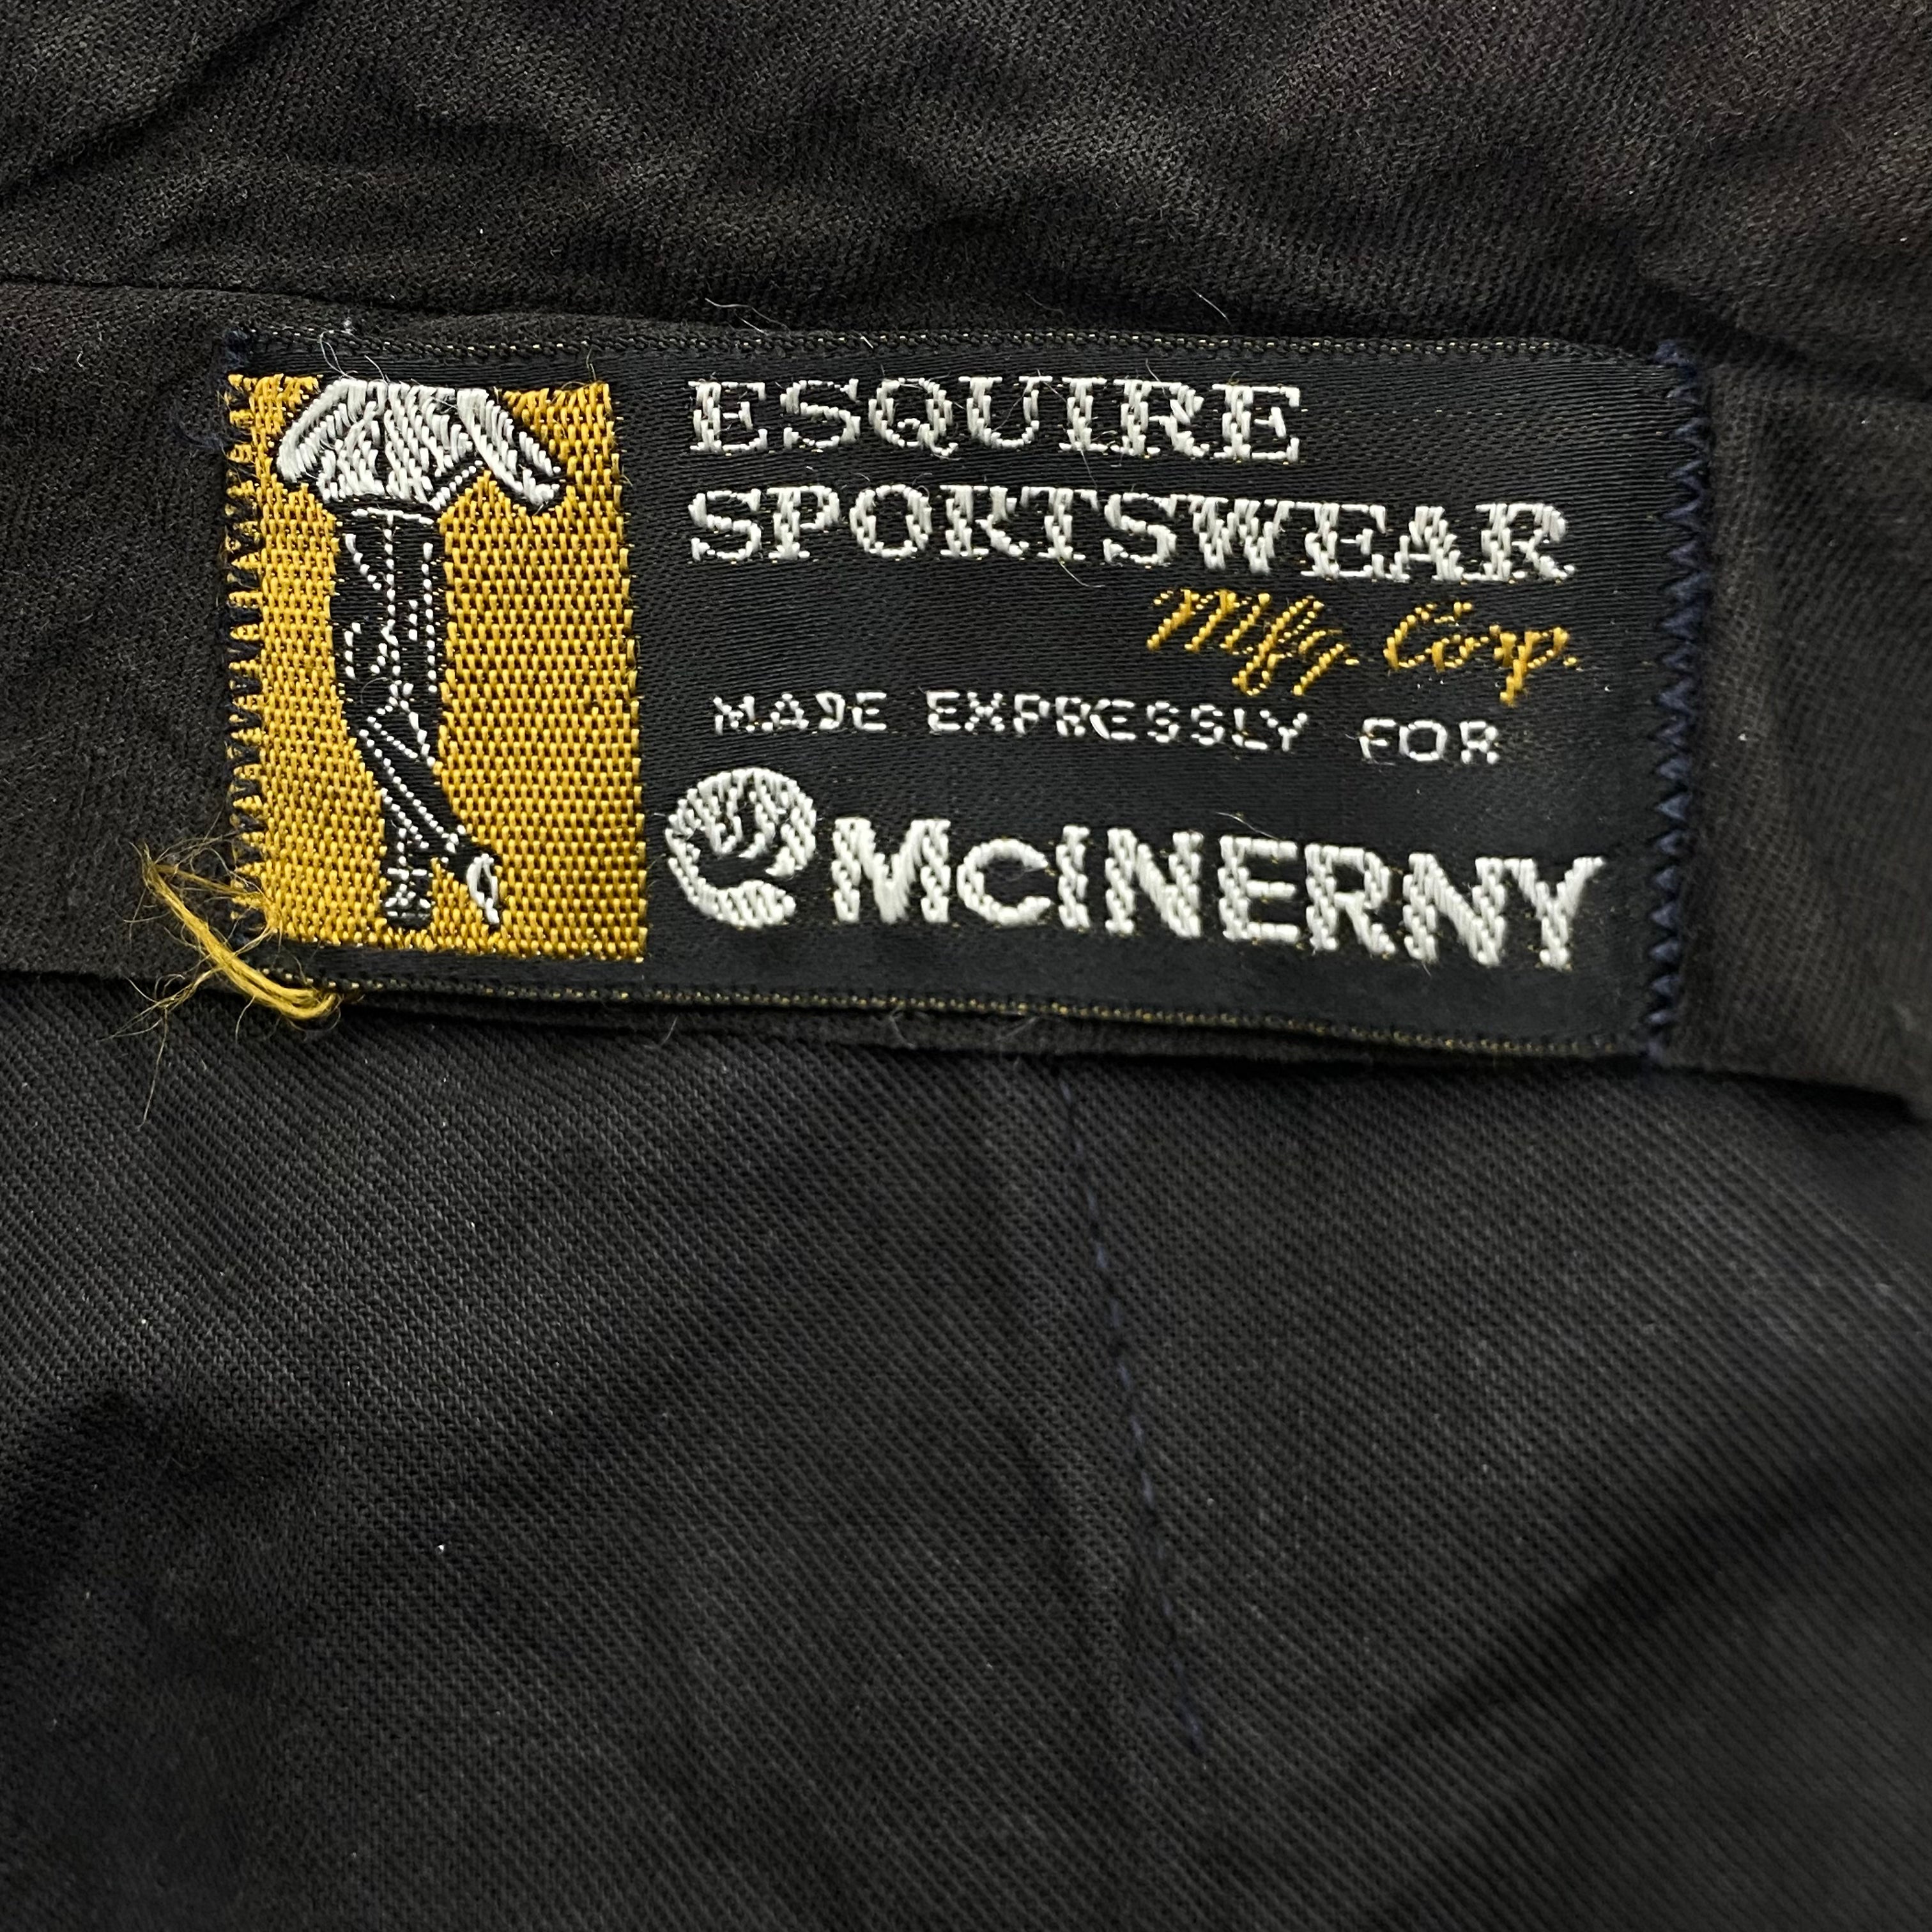 ESQUIRE
SPORTSWEAR
Mfg. Corp.
MADE EXPRESSLY FOR
McINERNY